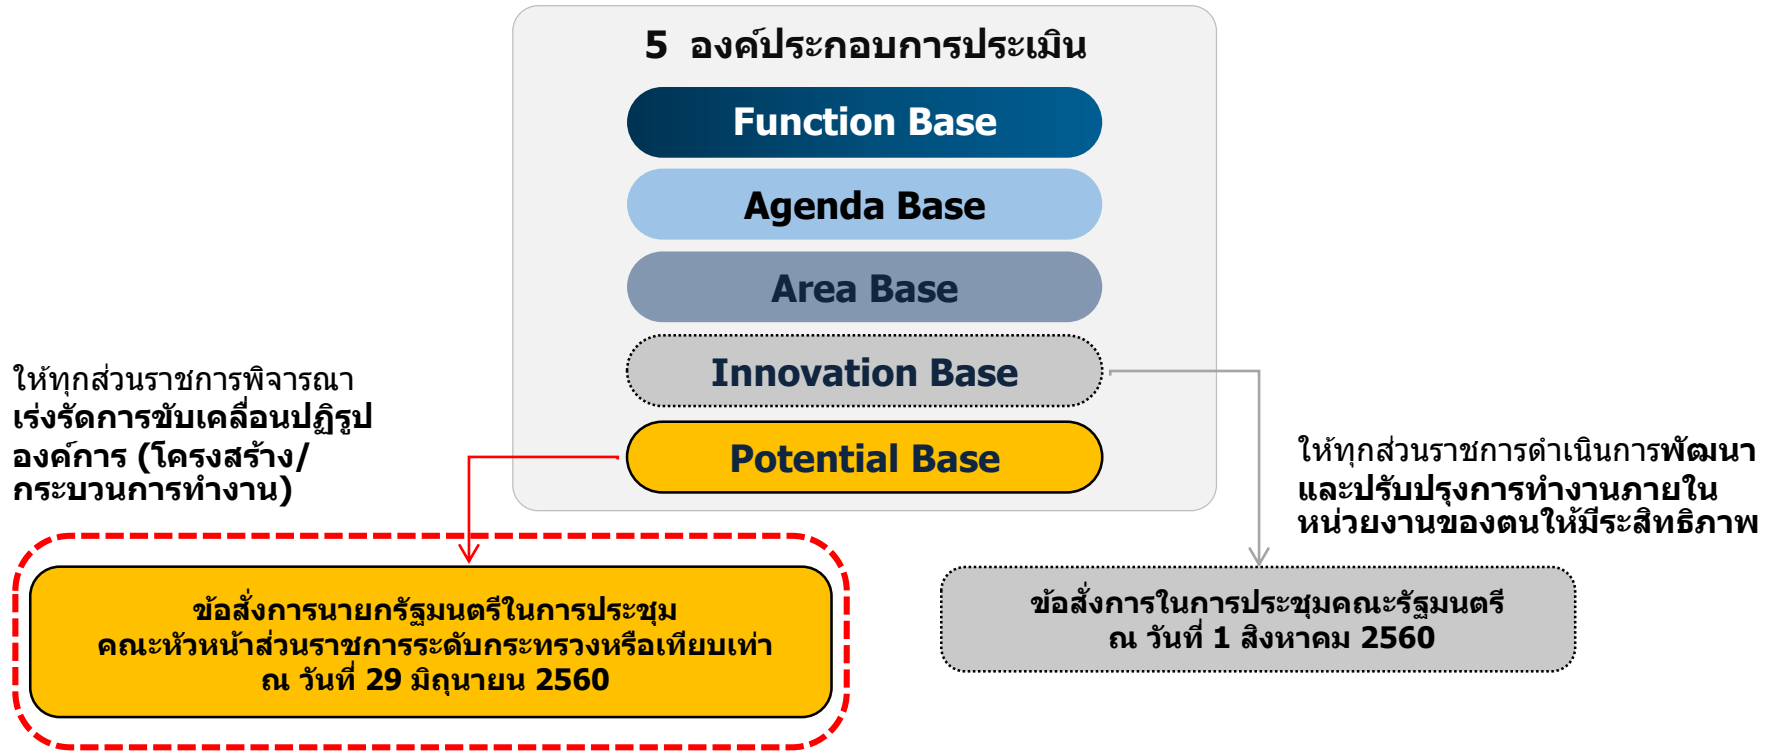 5 องค์ประกอบการประเมิน
Function Base
Agenda Base
Area Base
Innovation Base
Potential Base
ให้ทุกส่วนราชการพิจารณา
เร่งรัดการขับเคลื่อนปฏิรูป
องค์การ (โครงสร้าง/
กระบวนการทำงาน)
ให้ทุกส่วนราชการดำเนินการพัฒนา
และปรับปรุงการทำงานภายใน
หน่วยงานของตนให้มีระสิทธิภาพ
ข้อสั่งการนายกรัฐมนตรีในการประชุม
คณะหัวหน้าส่วนราชการระดับกระทรวงหรือเทียบเท่า
ณ วันที่ 29 มิถุนายน 2560
ข้อสั่งการในการประชุมคณะรัฐมนตรี
ณ วันที่ 1 สิงหาคม 2560